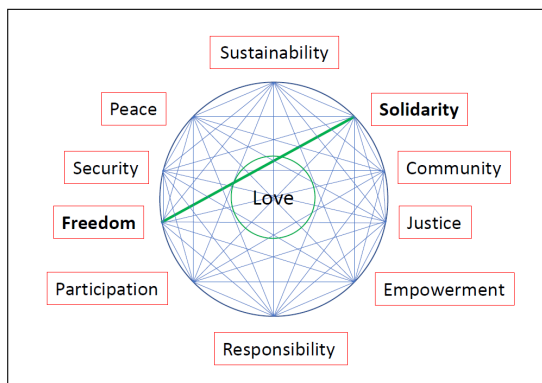 Sustainability
Peace
Solidarity
Security
Community
Love
Freedom
Justice
Participation
Empowerment
Responsibility